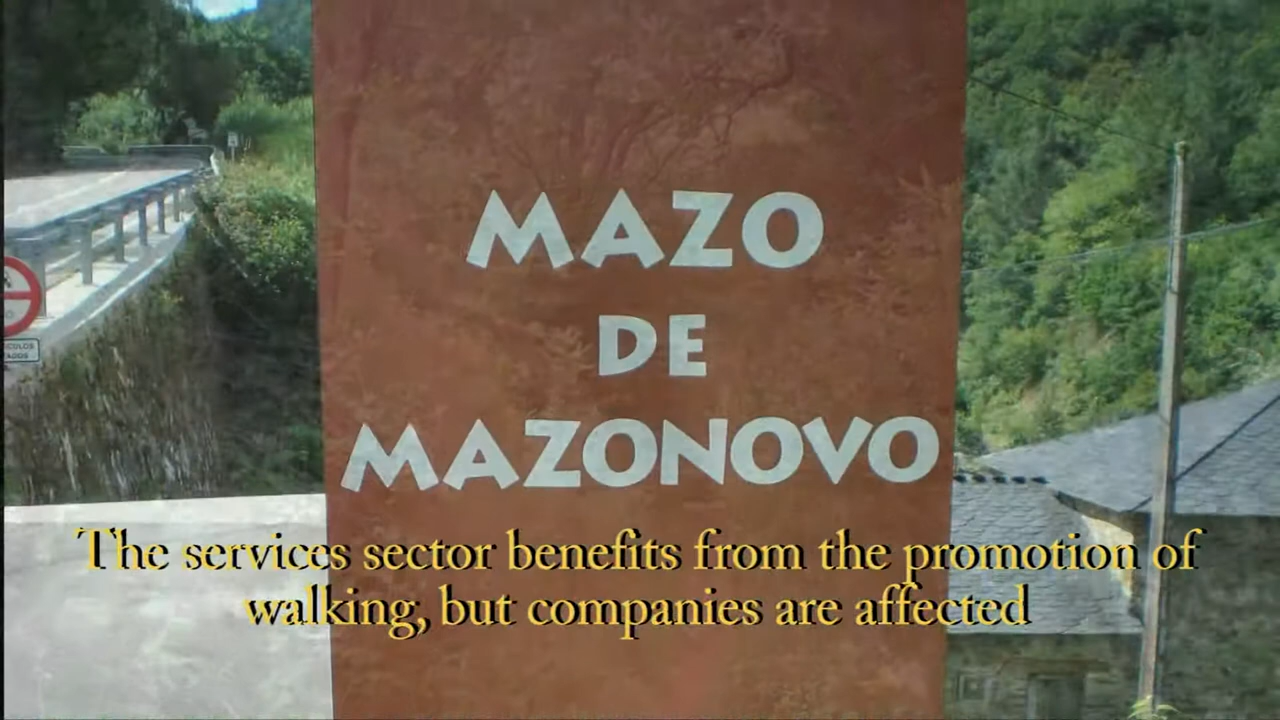 MAZO
DE
MAZONOVO
The services sector benefits from the promotion of
walking, but companies are affected